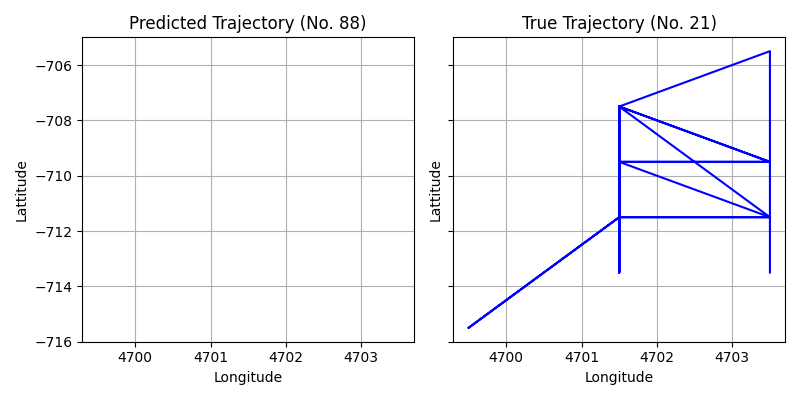 Predicted Trajectory (No. 88)
Lattitude
−706
−708
−710
−712
−714
−716
4700
4701
4702
4703
Longitude
True Trajectory (No. 21)
Lattitude
4700
4701
4702
4703
Longitude